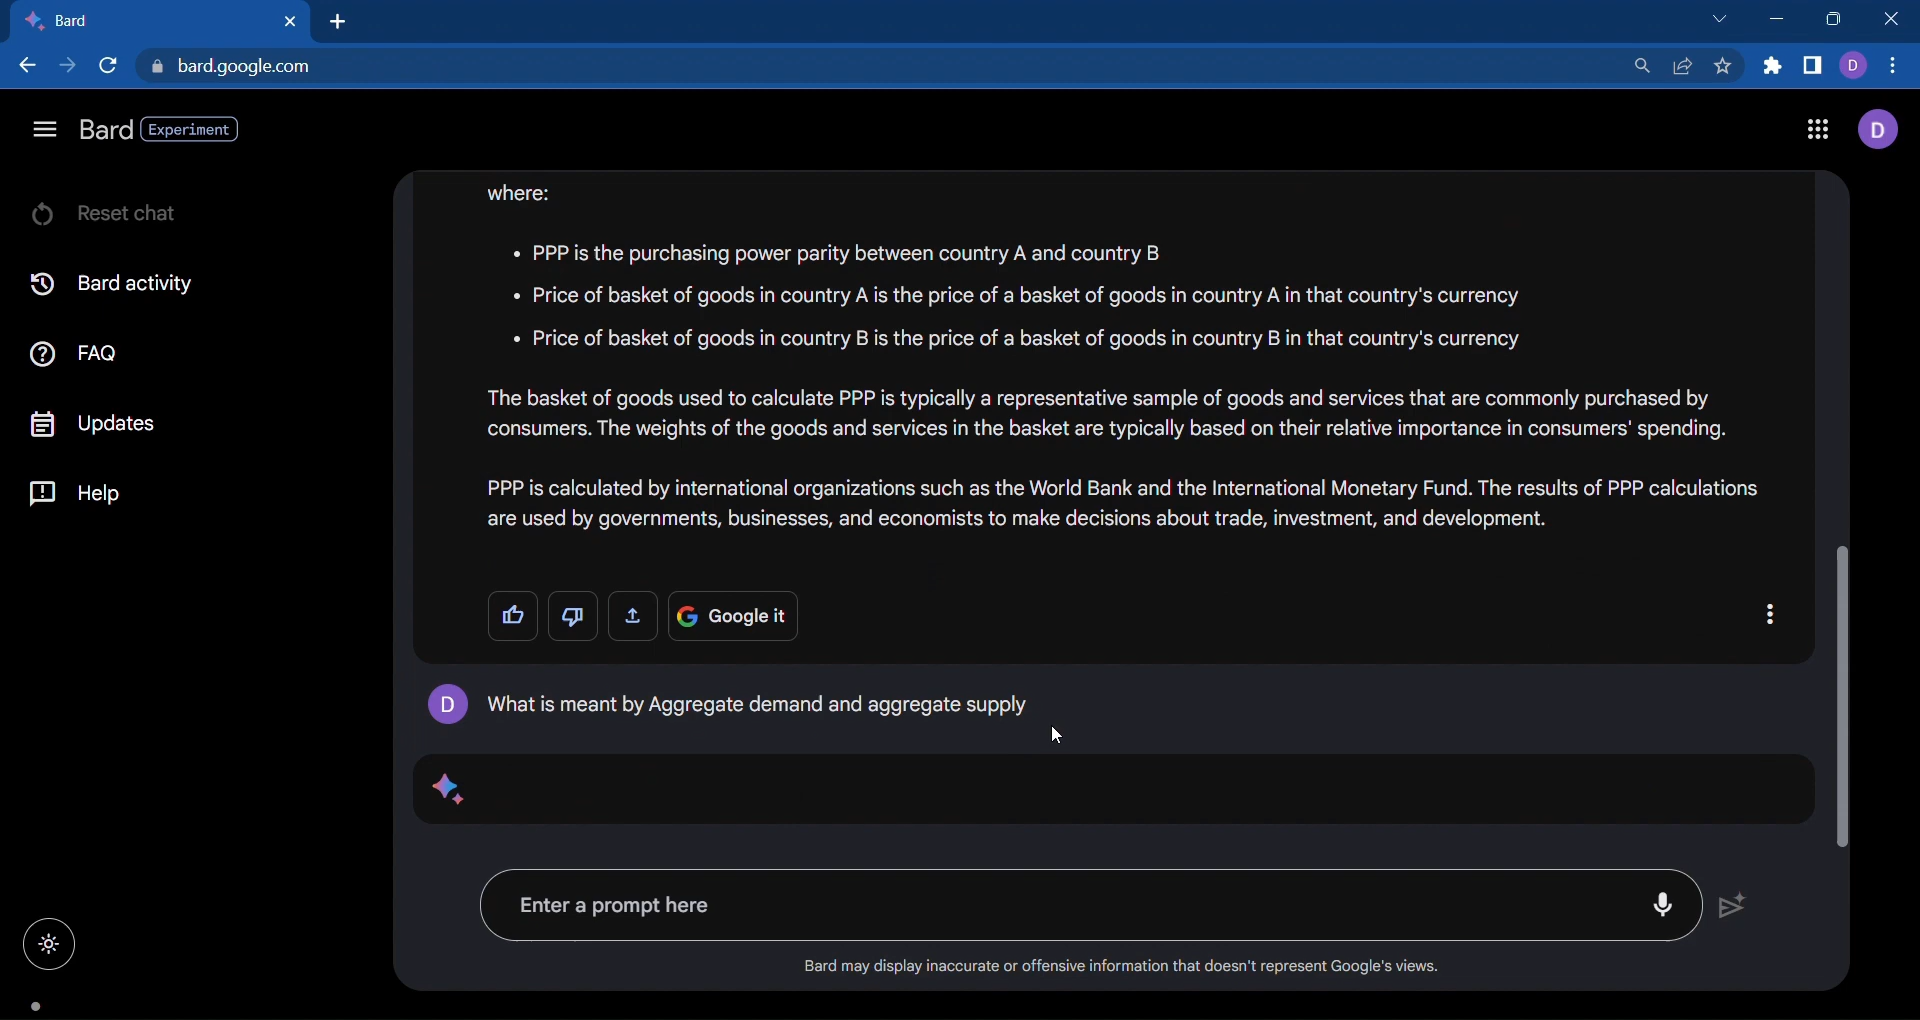 Bard
bard.google.com
D
Bard Experiment
D
Reset chat
Bard activity
FAQ
Updates
Help
where:
• PPP is the purchasing power parity between country A and country B
• Price of basket of goods in country A is the price of a basket of goods in country A in that country's currency
• Price of basket of goods in country B is the price of a basket of goods in country B in that country's currency
The basket of goods used to calculate PPP is typically a representative sample of goods and services that are commonly purchased by
consumers. The weights of the goods and services in the basket are typically based on their relative importance in consumers' spending.
PPP is calculated by international organizations such as the World Bank and the International Monetary Fund. The results of PPP calculations
are used by governments, businesses, and economists to make decisions about trade, investment, and development.
G Google it
D What is meant by Aggregate demand and aggregate supply
Enter a prompt here
Bard may display inaccurate or offensive information that doesn't represent Google's views.